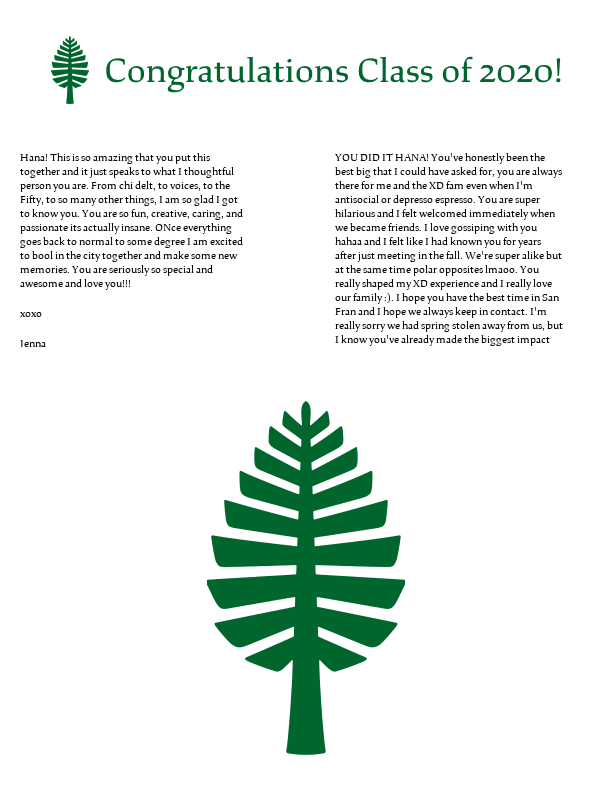 Congratulations Class of 2020!
Hana! This is so amazing that you put this
together and it just speaks to what I thoughtful
person you are. From chi delt, to voices, to the
Fifty, to so many other things, I am so glad I got
to know you. You are so fun, creative, caring, and
passionate its actually insane. ONce everything
goes back to normal to some degree I am excited
to bool in the city together and make some new
memories. You are seriously so special and
awesome and love you!!!
xoxo
Jenna
YOU DID IT HANA! You've honestly been the
best big that I could have asked for, you are always
there for me and the XD fam even when I'm
antisocial or depresso espresso. You are super
hilarious and I felt welcomed immediately when
we became friends. I love gossiping with you
hahaa and I felt like I had known you for years
after just meeting in the fall. We're super alike but
at the same time polar opposites lmaoo. You
really shaped my XD experience and I really love
our family :). I hope you have the best time in San
Fran and I hope we always keep in contact. I'm
really sorry we had spring stolen away from us, but
I know you've already made the biggest impact